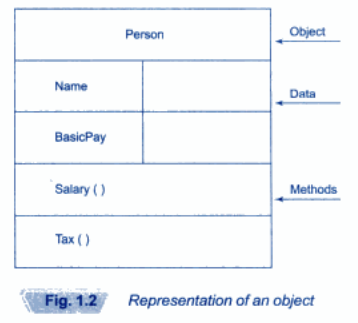 Person
Object
Name
Data
BasicPay
Salary ( )
Methods
Tax ( )
Fig. 1.2 Representation of an object